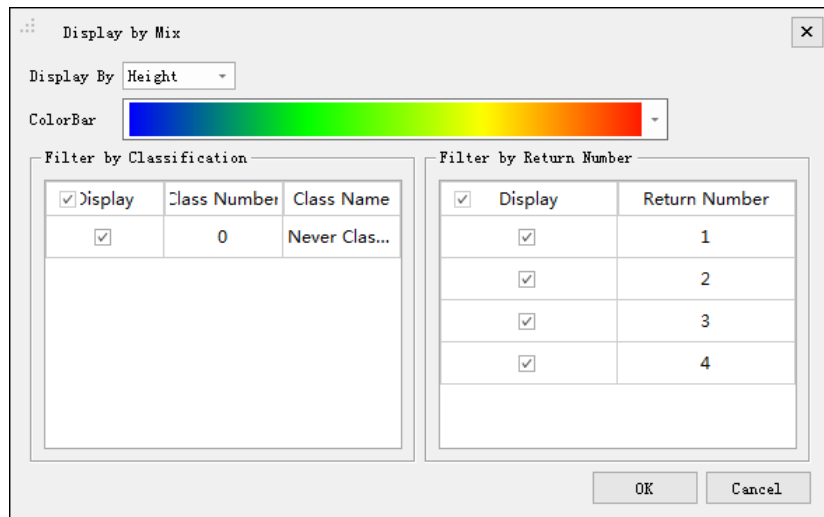 Display by Mix
Display By Height
ColorBar
Filter by Classification
Display Class Number Class Name
0 Never Clas...
Filter by Return Number
Display Return Number
1
2
3
4
OK Cancel